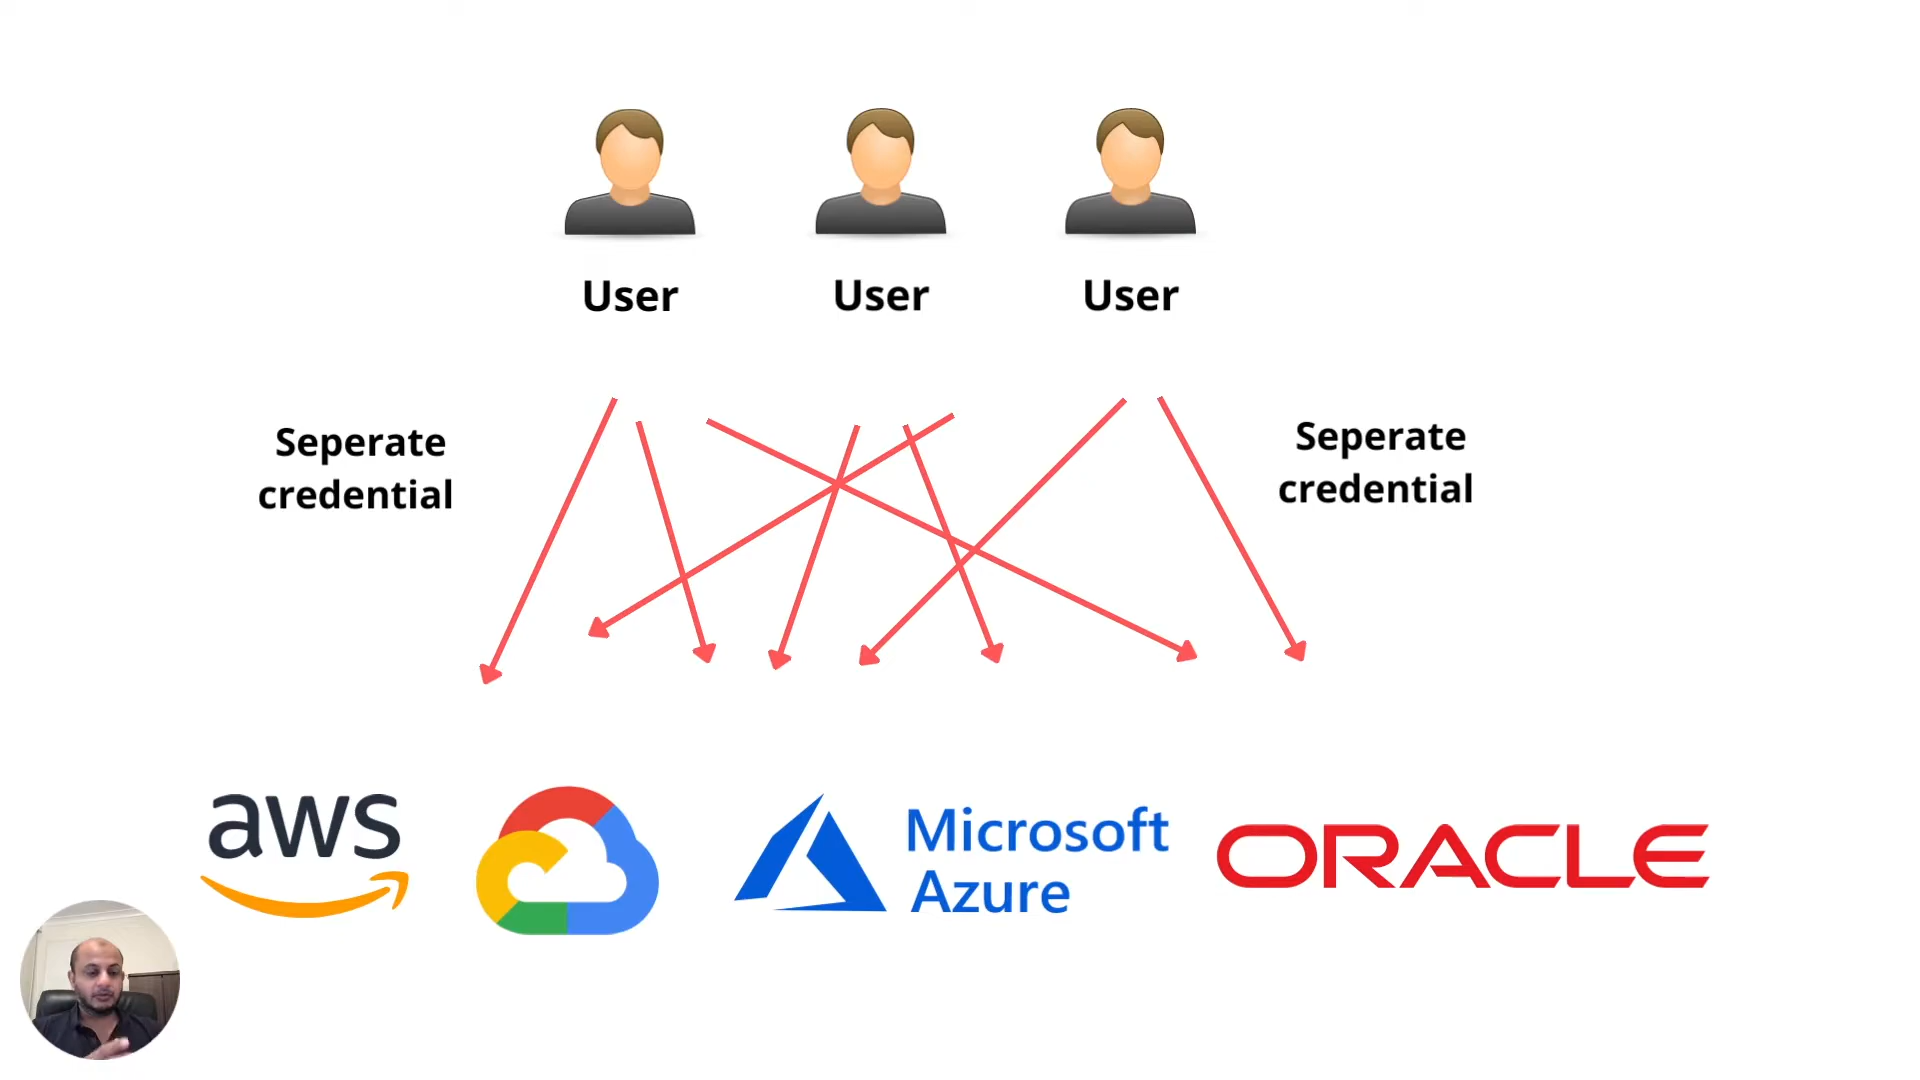 User User User
Seperate
credential
Seperate
credential
aws
Microsoft
Azure
ORACLE